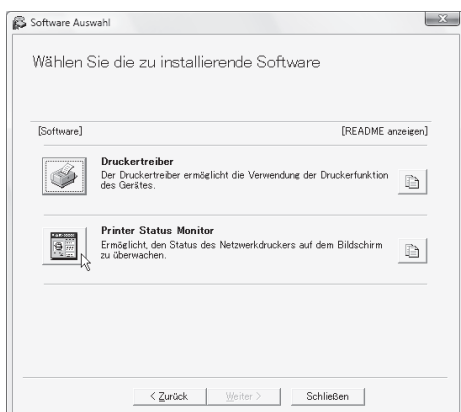 Software Auswahl
Wählen Sie die zu installierende Software
[Software] [README anzeigen]
Druckertreiber
Der Druckertreiber ermöglicht die Verwendung der Druckerfunktion
des Gerätes.
Printer Status Monitor
Ermöglicht, den Status des Netzwerkdruckers auf dem Bildschirm
zu überwachen.
< Zurück Weiter > Schließen